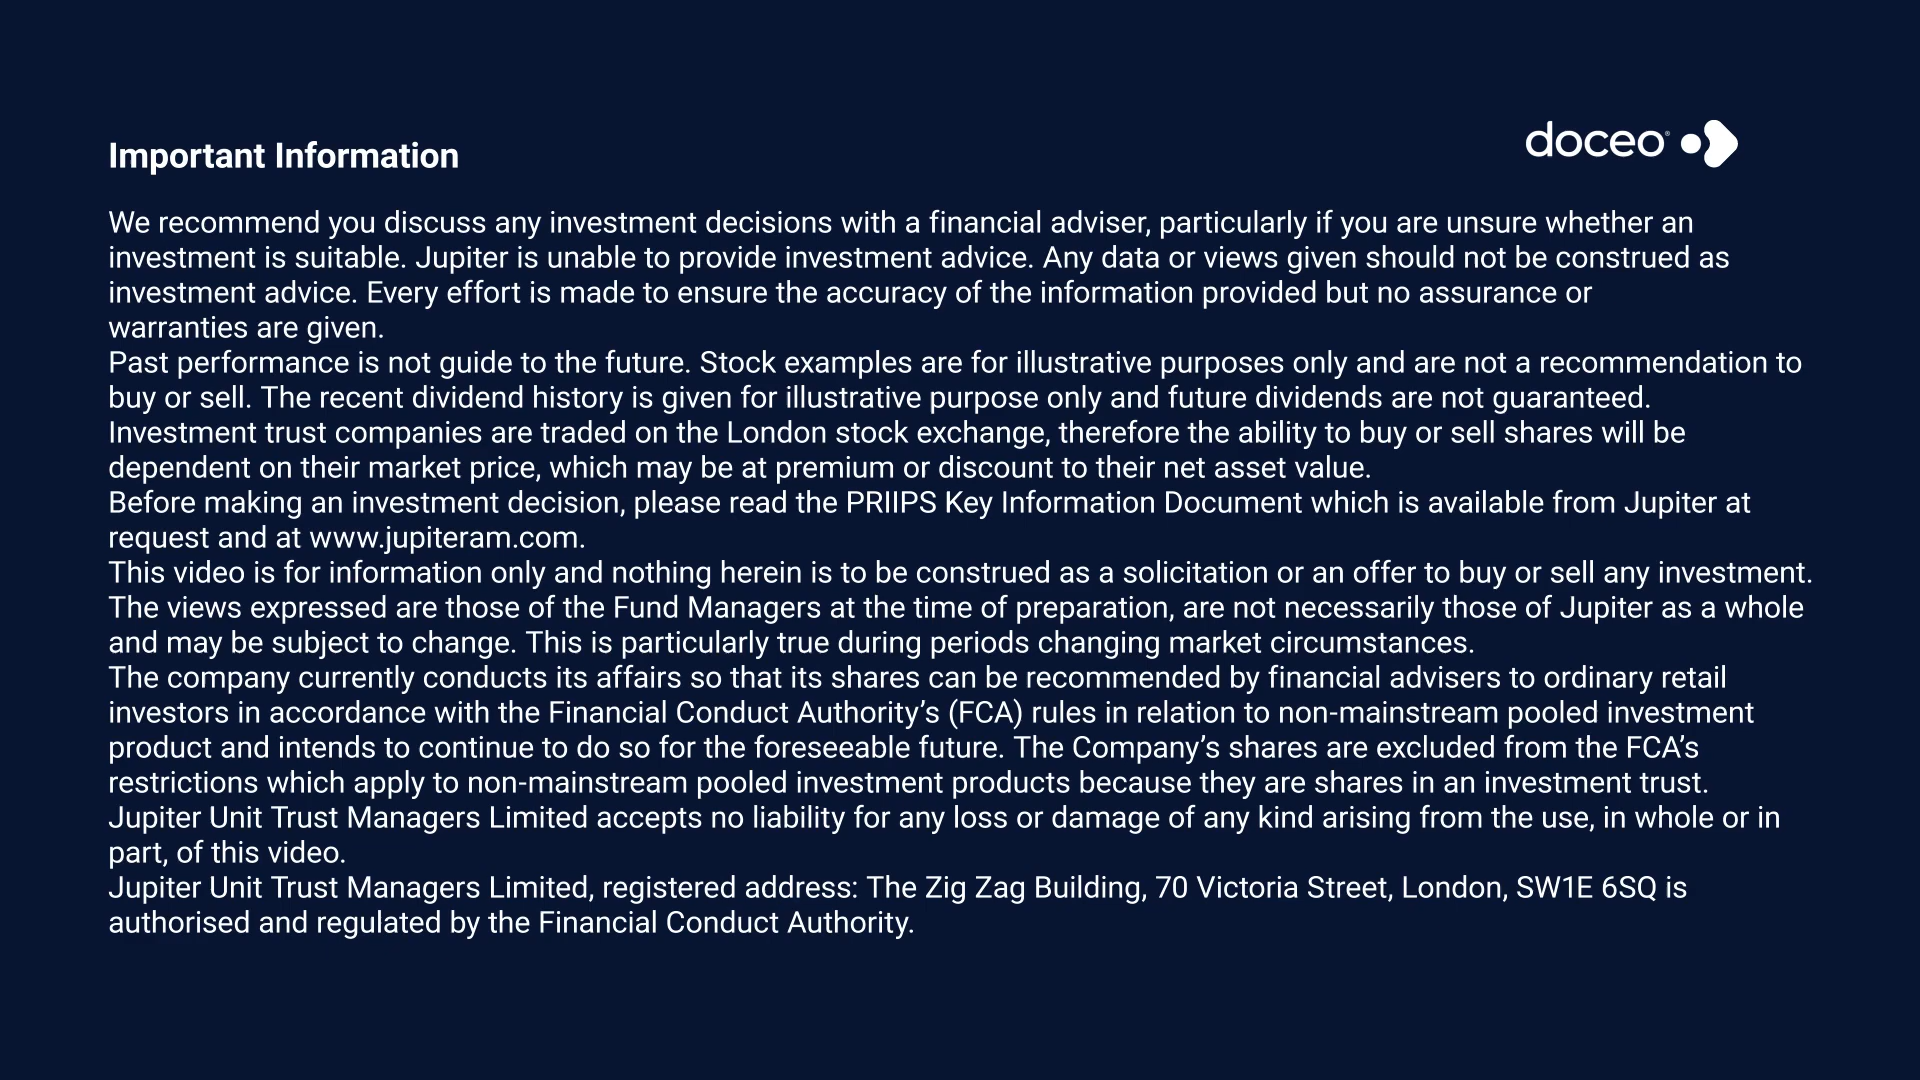 doceo®
Important Information
We recommend you discuss any investment decisions with a financial adviser, particularly if you are unsure whether an
investment is suitable. Jupiter is unable to provide investment advice. Any data or views given should not be construed as
investment advice. Every effort is made to ensure the accuracy of the information provided but no assurance or
warranties are given.
Past performance is not guide to the future. Stock examples are for illustrative purposes only and are not a recommendation to
buy or sell. The recent dividend history is given for illustrative purpose only and future dividends are not guaranteed.
Investment trust companies are traded on the London stock exchange, therefore the ability to buy or sell shares will be
dependent on their market price, which may be at premium or discount to their net asset value.
Before making an investment decision, please read the PRIIPS Key Information Document which is available from Jupiter at
request and at www.jupiteram.com.
This video is for information only and nothing herein is to be construed as a solicitation or an offer to buy or sell any investment.
The views expressed are those of the Fund Managers at the time of preparation, are not necessarily those of Jupiter as a whole
and may be subject to change. This is particularly true during periods changing market circumstances.
The company currently conducts its affairs so that its shares can be recommended by financial advisers to ordinary retail
investors in accordance with the Financial Conduct Authority’s (FCA) rules in relation to non-mainstream pooled investment
product and intends to continue to do so for the foreseeable future. The Company’s shares are excluded from the FCA’s
restrictions which apply to non-mainstream pooled investment products because they are shares in an investment trust.
Jupiter Unit Trust Managers Limited accepts no liability for any loss or damage of any kind arising from the use, in whole or in
part, of this video.
Jupiter Unit Trust Managers Limited, registered address: The Zig Zag Building, 70 Victoria Street, London, SW1E 6SQ is
authorised and regulated by the Financial Conduct Authority.